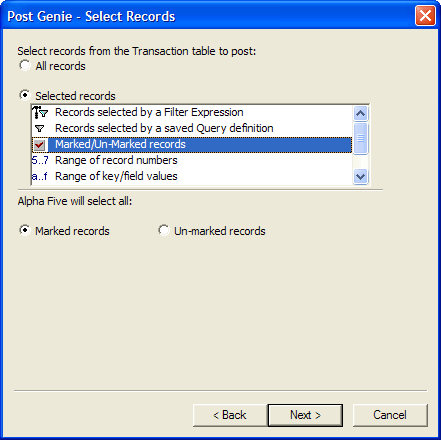 Post Genie - Select Records
Select records from the Transaction table to post:
All records
Selected records
Records selected by a Filter Expression
Records selected by a saved Query definition
Marked/Un-Marked records
5..7 Range of record numbers
a..f Range of key/field values
Alpha Five will select all:
Marked records Un-marked records
< Back Next > Cancel